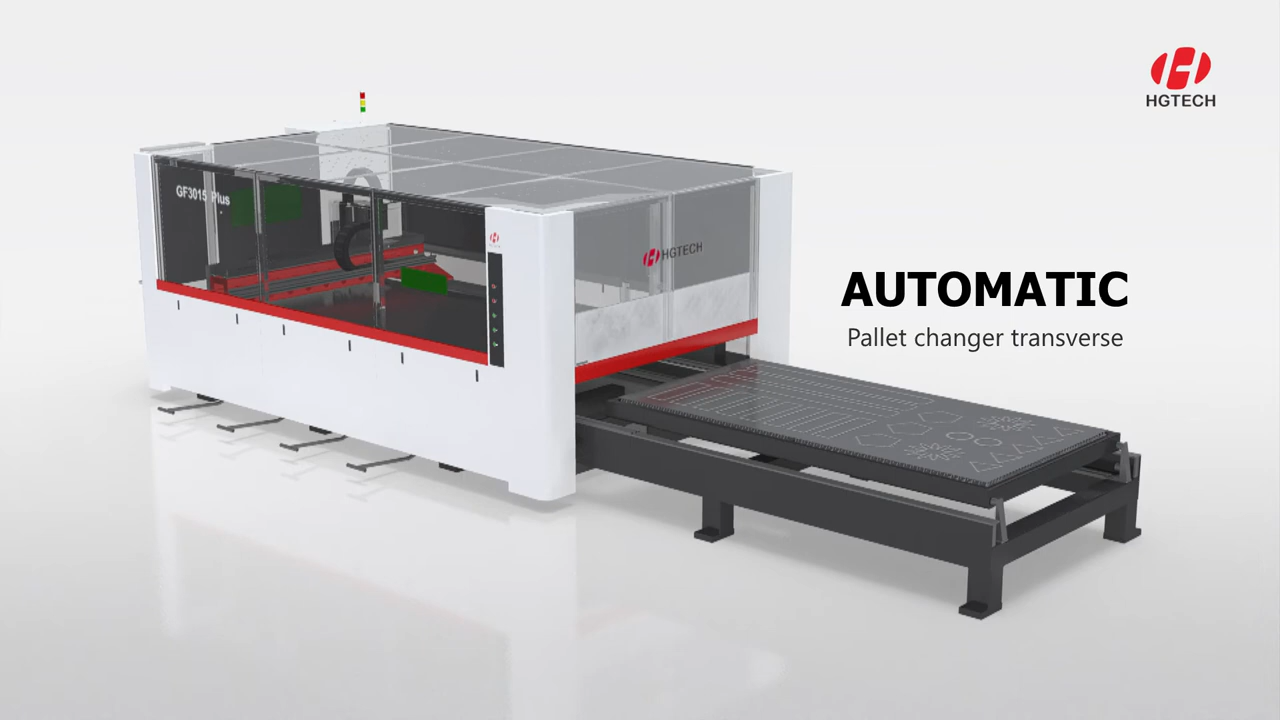 HGTECH
GF3015 Plus
HGTECH
AUTOMATIC
Pallet changer transverse